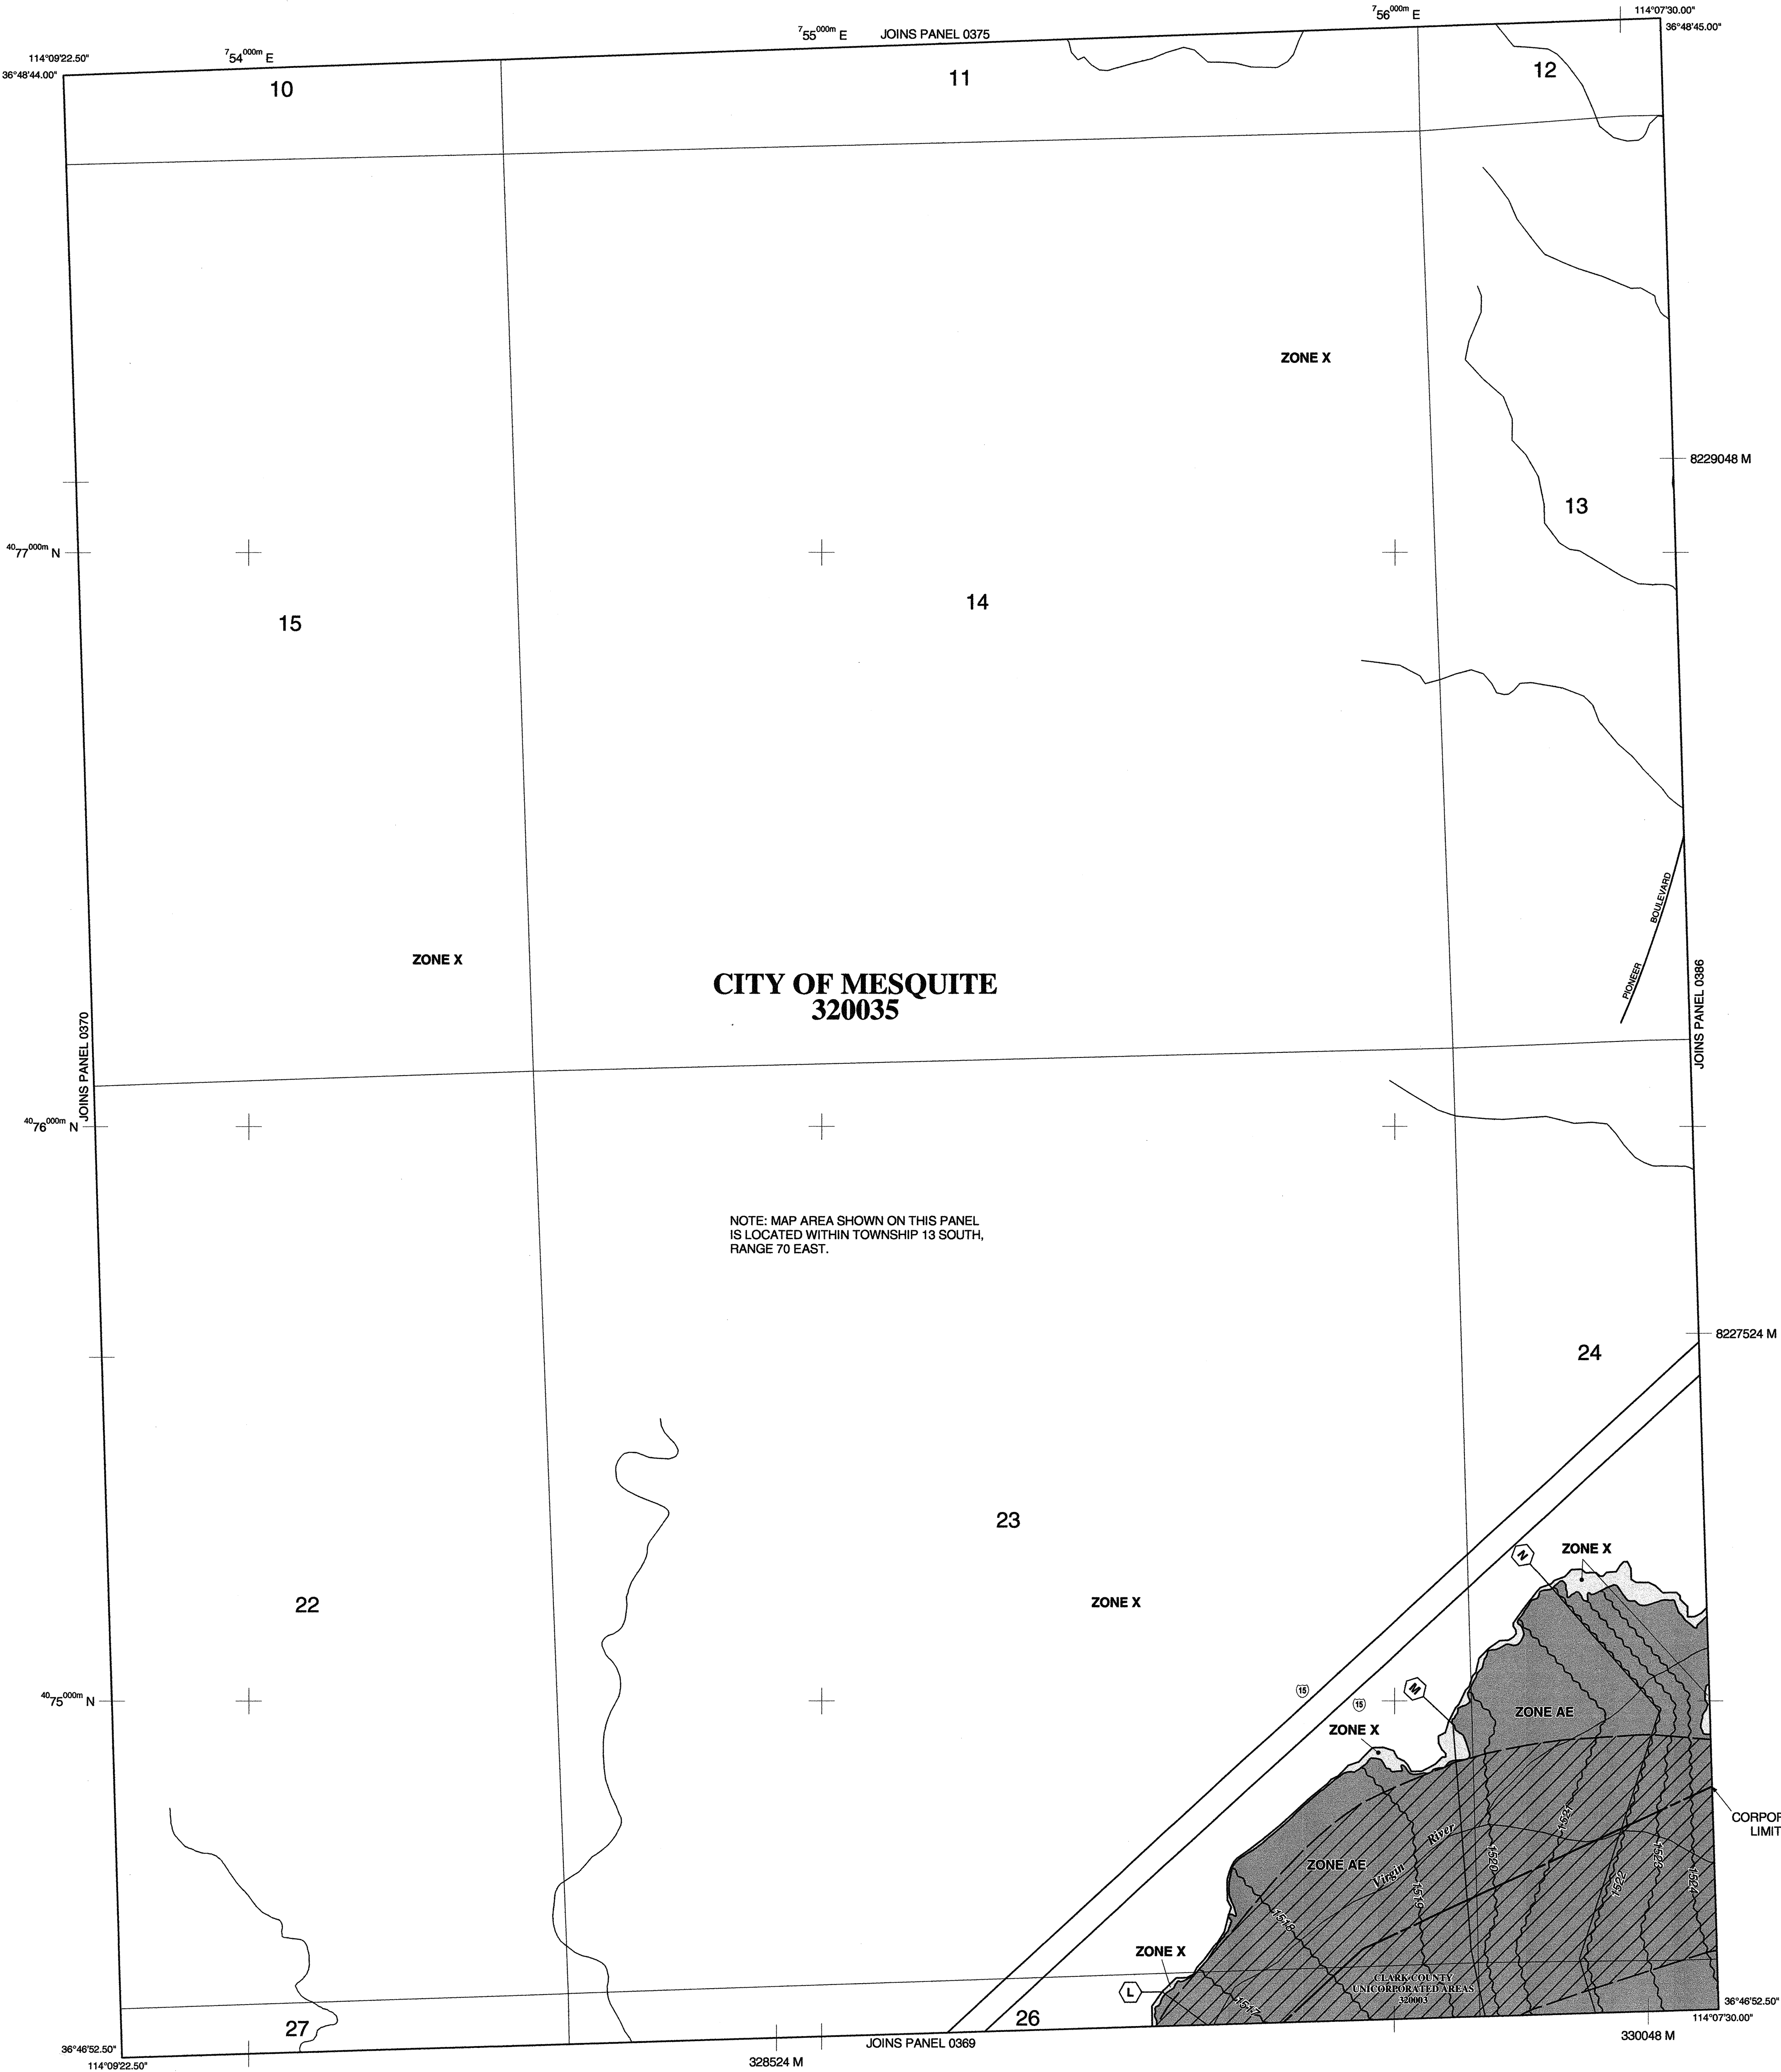 114°09'22.50"
36°48'44.00"
⁷54⁰⁰⁰ᵐ E
⁷55⁰⁰⁰ᵐ E
JOINS PANEL 0375
⁷56⁰⁰⁰ᵐ E
114°07'30.00"
36°48'45.00"
10
11
12
ZONE X
8229048 M
13
⁴⁰77⁰⁰⁰ᵐ N
15
14
PIONEER BOULEVARD
ZONE X
CITY OF MESQUITE
320035
JOINS PANEL 0370
JOINS PANEL 0386
⁴⁰76⁰⁰⁰ᵐ N
NOTE: MAP AREA SHOWN ON THIS PANEL
IS LOCATED WITHIN TOWNSHIP 13 SOUTH,
RANGE 70 EAST.
8227524 M
24
23
N
ZONE X
22
ZONE X
⁴⁰75⁰⁰⁰ᵐ N
15
15
M
ZONE X
ZONE AE
CORPOR
LIMIT
ZONE AE
Virgin River
1518
1519
1520
1521
1522
1523
1524
ZONE X
L
1517
CLARK COUNTY
UNICORPORATED AREAS
320003
27
26
36°46'52.50"
114°09'22.50"
328524 M
JOINS PANEL 0369
330048 M
36°46'52.50"
114°07'30.00"